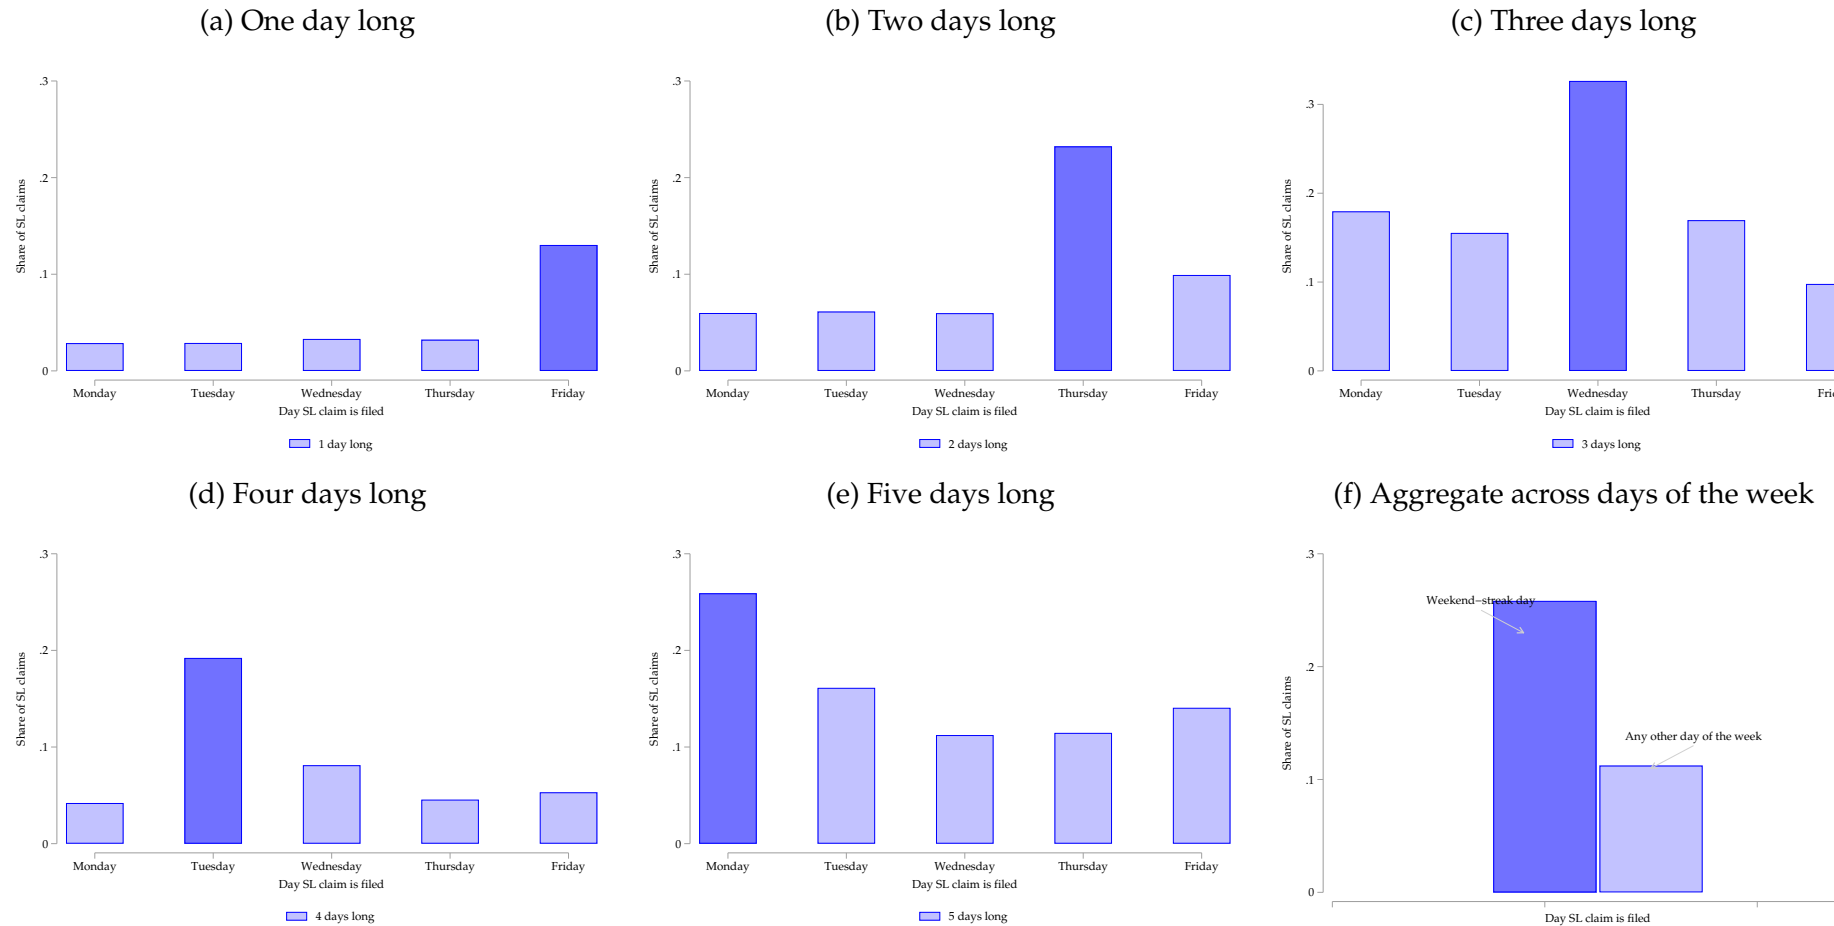 (a) One day long
.3
.2
.1
0
Share of SL claims
Monday Tuesday Wednesday Thursday Friday
Day SL claim is filed
1 day long
(b) Two days long
.3
.2
.1
0
Share of SL claims
Monday Tuesday Wednesday Thursday Friday
Day SL claim is filed
2 days long
(c) Three days long
.3
.2
.1
0
Share of SL claims
Monday Tuesday Wednesday Thursday Fri
Day SL claim is filed
3 days long
(d) Four days long
.3
.2
.1
0
Share of SL claims
Monday Tuesday Wednesday Thursday Friday
Day SL claim is filed
4 days long
(e) Five days long
.3
.2
.1
0
Share of SL claims
Monday Tuesday Wednesday Thursday Friday
Day SL claim is filed
5 days long
(f) Aggregate across days of the week
.3
.2
.1
0
Share of SL claims
Weekend−streak day
Any other day of the week
Day SL claim is filed